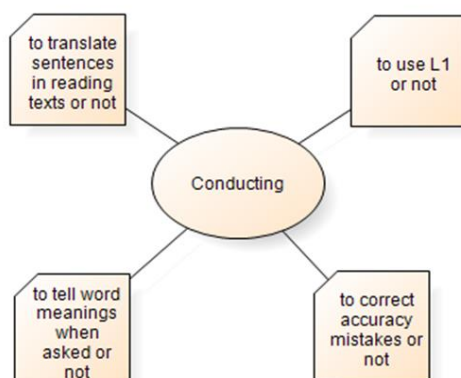 to translate
sentences
in reading
texts or not
to use L1
or not
Conducting
to tell word
meanings
when
asked or
not
to correct
accuracy
mistakes or
not